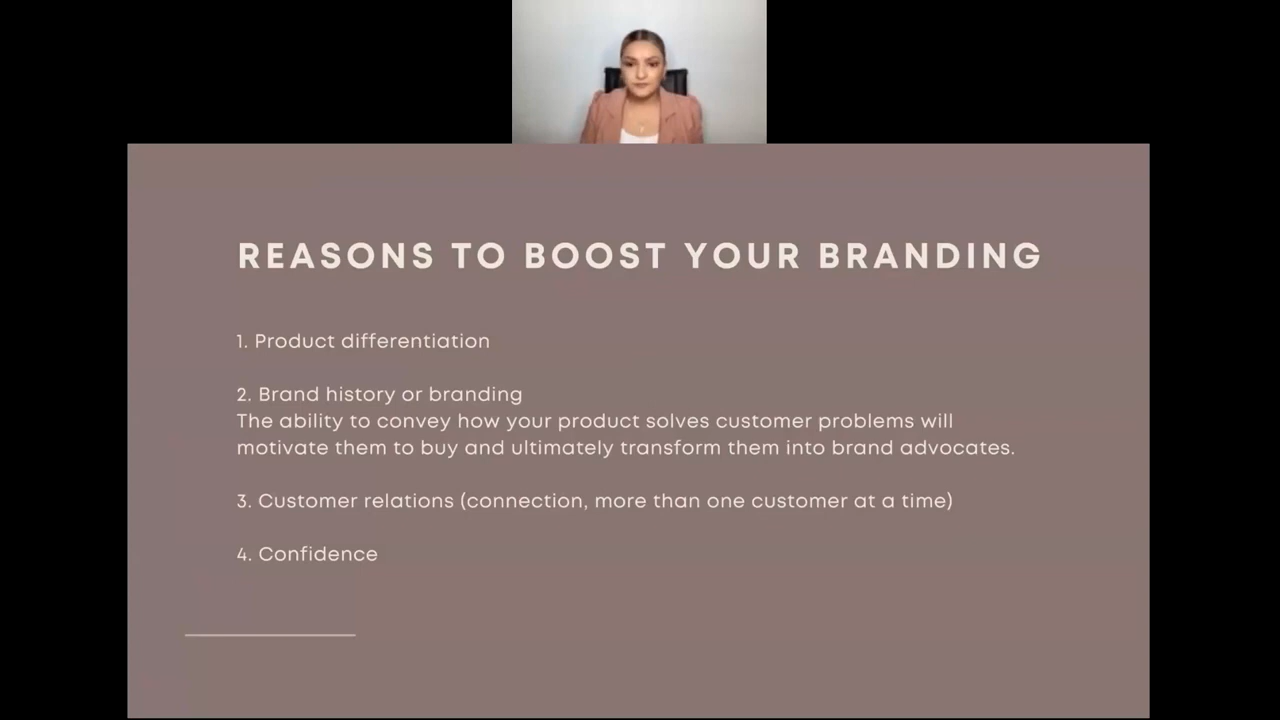 REASONS TO BOOST YOUR BRANDING
1. Product differentiation
2. Brand history or branding
The ability to convey how your product solves customer problems will
motivate them to buy and ultimately transform them into brand advocates.
3. Customer relations (connection, more than one customer at a time)
4. Confidence